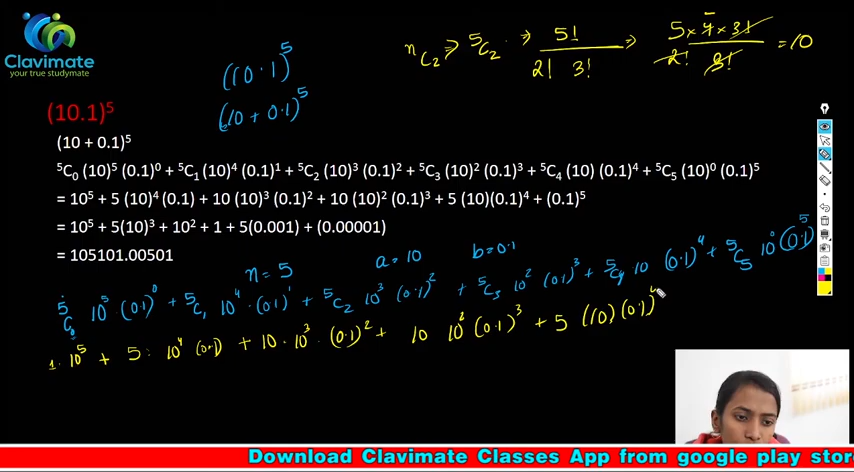 Clavimate
your true studymate
(10.1)⁵
(10 + 0.1)⁵
ⁿC₂ ⇒ ⁵C₂ ⇒ 5! / 2! 3! ⇒ 5 × 4 × 3! / 2! 3! = 10
(10.1)⁵
(10 + 0.1)⁵
⁵C₀ (10)⁵ (0.1)⁰ + ⁵C₁ (10)⁴ (0.1)¹ + ⁵C₂ (10)³ (0.1)² + ⁵C₃ (10)² (0.1)³ + ⁵C₄ (10) (0.1)⁴ + ⁵C₅ (10)⁰ (0.1)⁵
= 10⁵ + 5 (10)⁴ (0.1) + 10 (10)³ (0.1)² + 10 (10)² (0.1)³ + 5 (10)(0.1)⁴ + (0.1)⁵
= 10⁵ + 5(10)³ + 10² + 1 + 5(0.001) + (0.00001)
= 105101.00501
n = 5 a = 10 b = 0.1
⁵C₀ 10⁵ · (0.1)⁰ + ⁵C₁ 10⁴ · (0.1)¹ + ⁵C₂ 10³ (0.1)² + ⁵C₃ 10² (0.1)³ + ⁵C₄ 10 (0.1)⁴ + ⁵C₅ 10⁰ (0.1)⁵
1. 10⁵ + 5 · 10⁴ (0.1) + 10 · 10³ · (0.1)² + 10 10² (0.1)³ + 5 (10) (0.1)⁴
Download Clavimate Classes App from google play stor